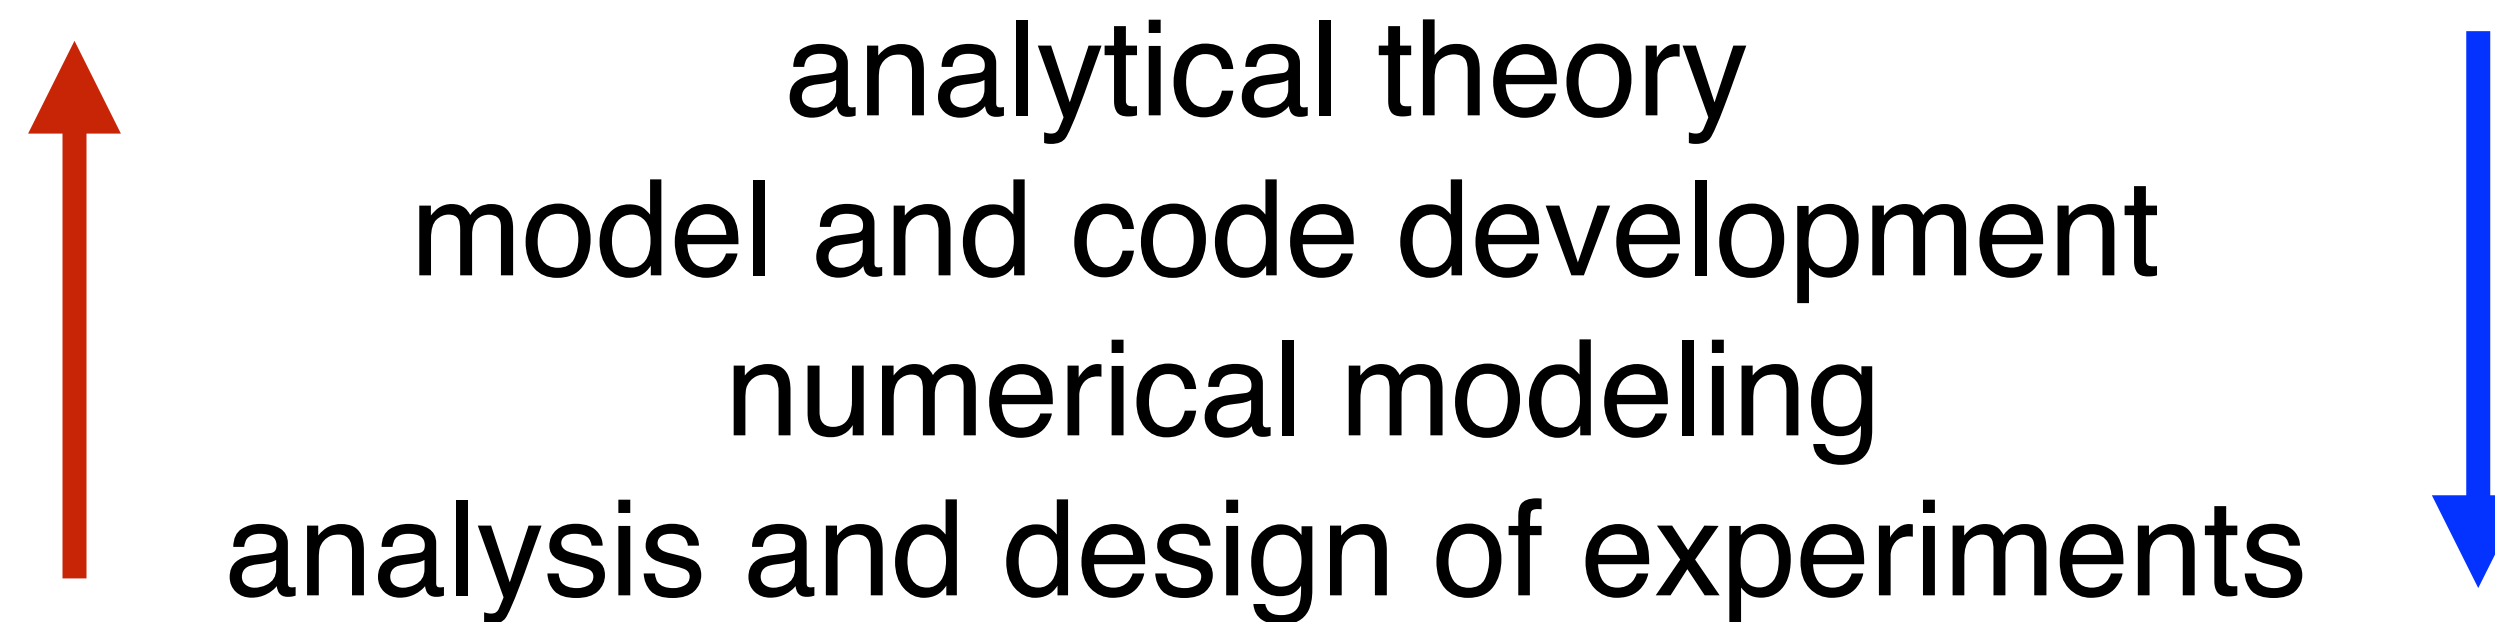 analytical theory
model and code development
numerical modeling
analysis and design of experiments